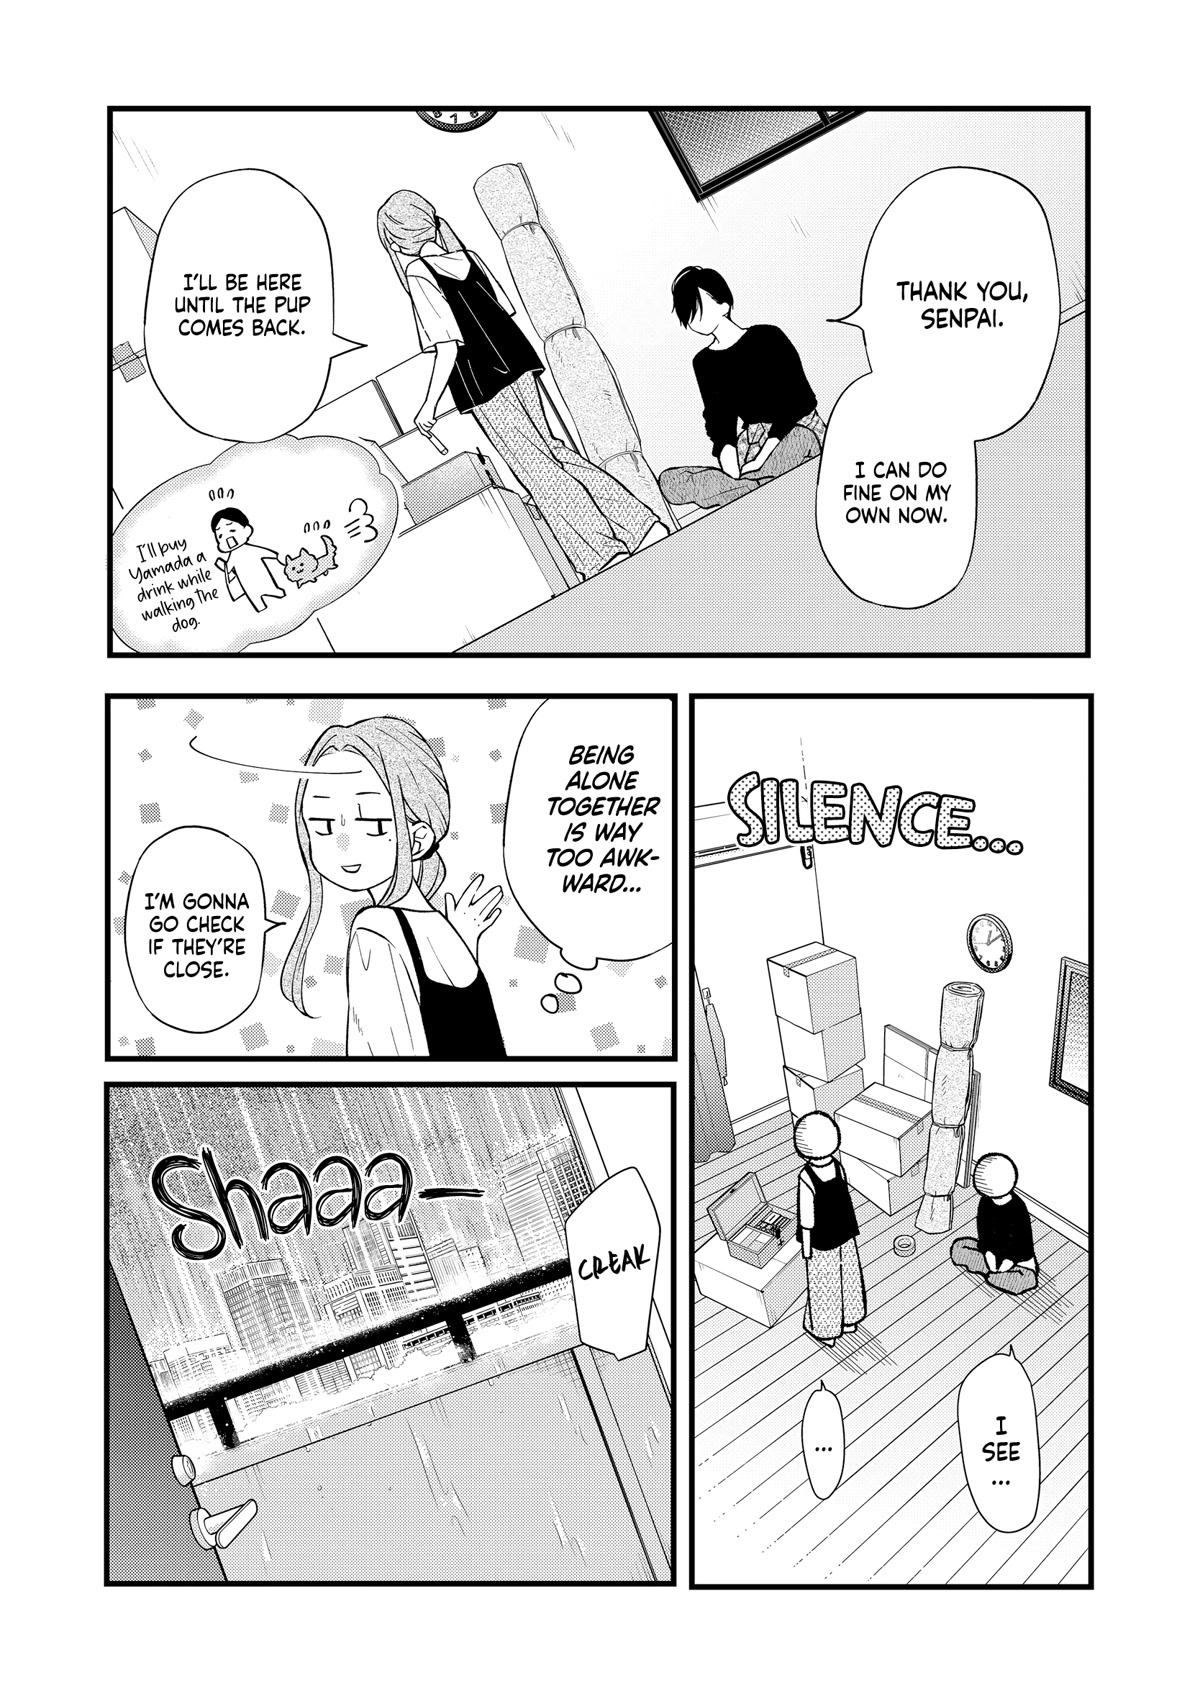 THANK YOU,
SENPAI.
I CAN DO
FINE ON MY
OWN NOW.
I'LL BE HERE
UNTIL THE PUP
COMES BACK.
I'll buy
Yamada a
drink while
walking the
dog.
SILENCE...
I
SEE
...
...
BEING
ALONE
TOGETHER
IS WAY
TOO AWK-
WARD...
I'M GONNA
GO CHECK
IF THEY'RE
CLOSE.
CREAK
Shaaa—